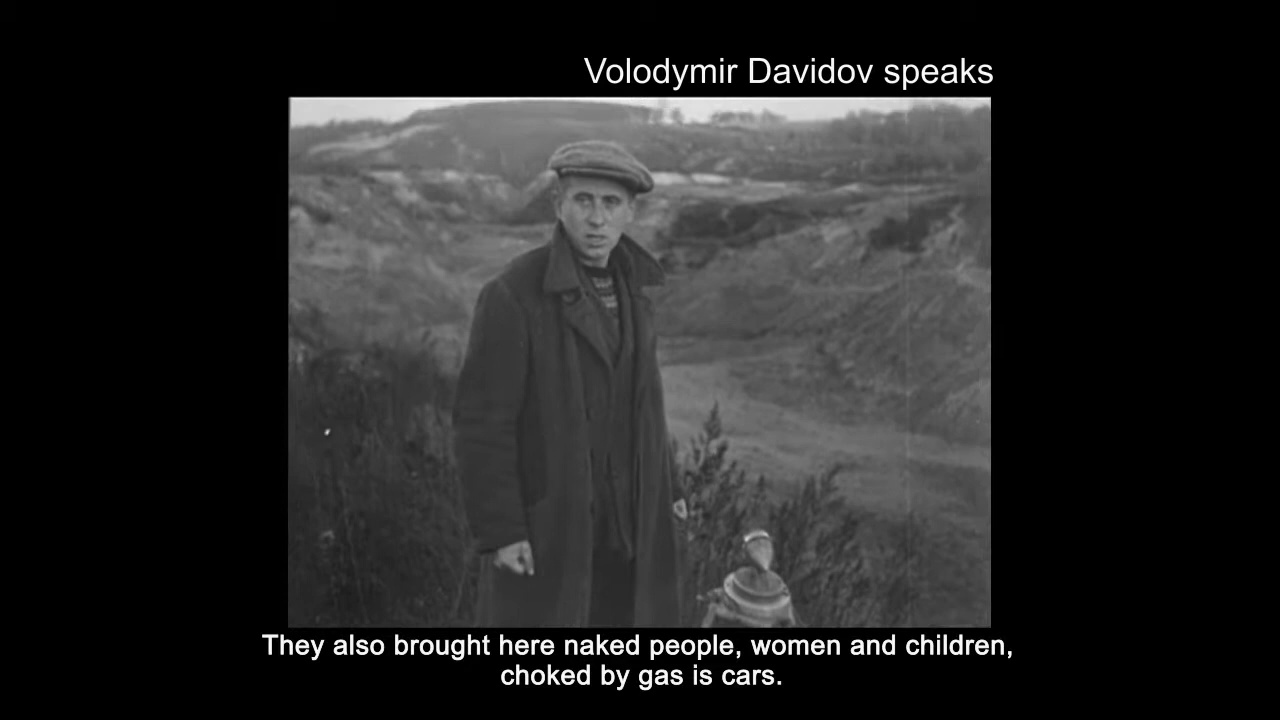 Volodymir Davidov speaks
They also brought here naked people, women and children,
choked by gas is cars.